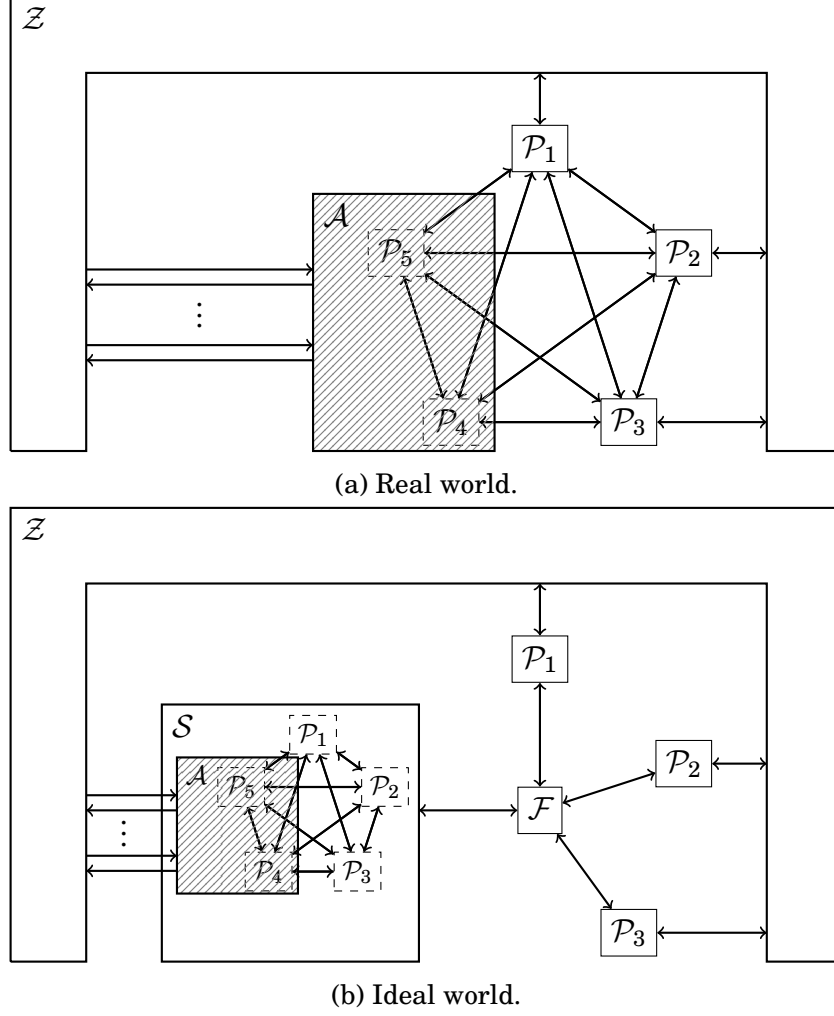 𝒵
𝒫₁
𝒜
𝒫₅
𝒫₂
⋮
𝒫₄
𝒫₃
(a) Real world.
𝒵
𝒫₁
𝒮
𝒫₁
𝒜
𝒫₅
𝒫₂
𝒫₂
⋮
ℱ
𝒫₄
𝒫₃
𝒫₃
(b) Ideal world.